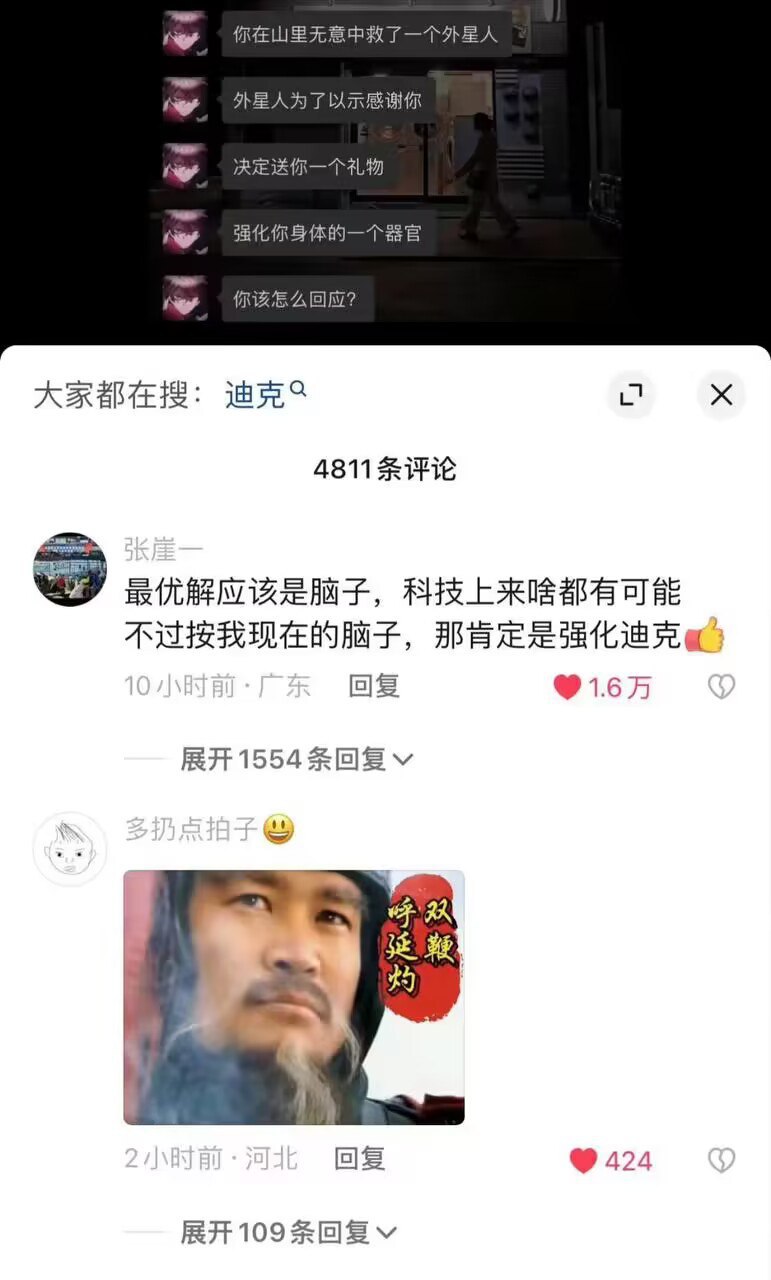 你在山里无意中救了一个外星人
外星人为了以示感谢你
决定送你一个礼物
强化你身体的一个器官
你该怎么回应?
大家都在搜：迪克
4811条评论
张崖一
最优解应该是脑子，科技上来啥都有可能
不过按我现在的脑子，那肯定是强化迪克👍
10小时前·广东 回复 1.6万
展开1554条回复
多扔点拍子😃
双鞭
呼延灼
2小时前·河北 回复 424
展开109条回复